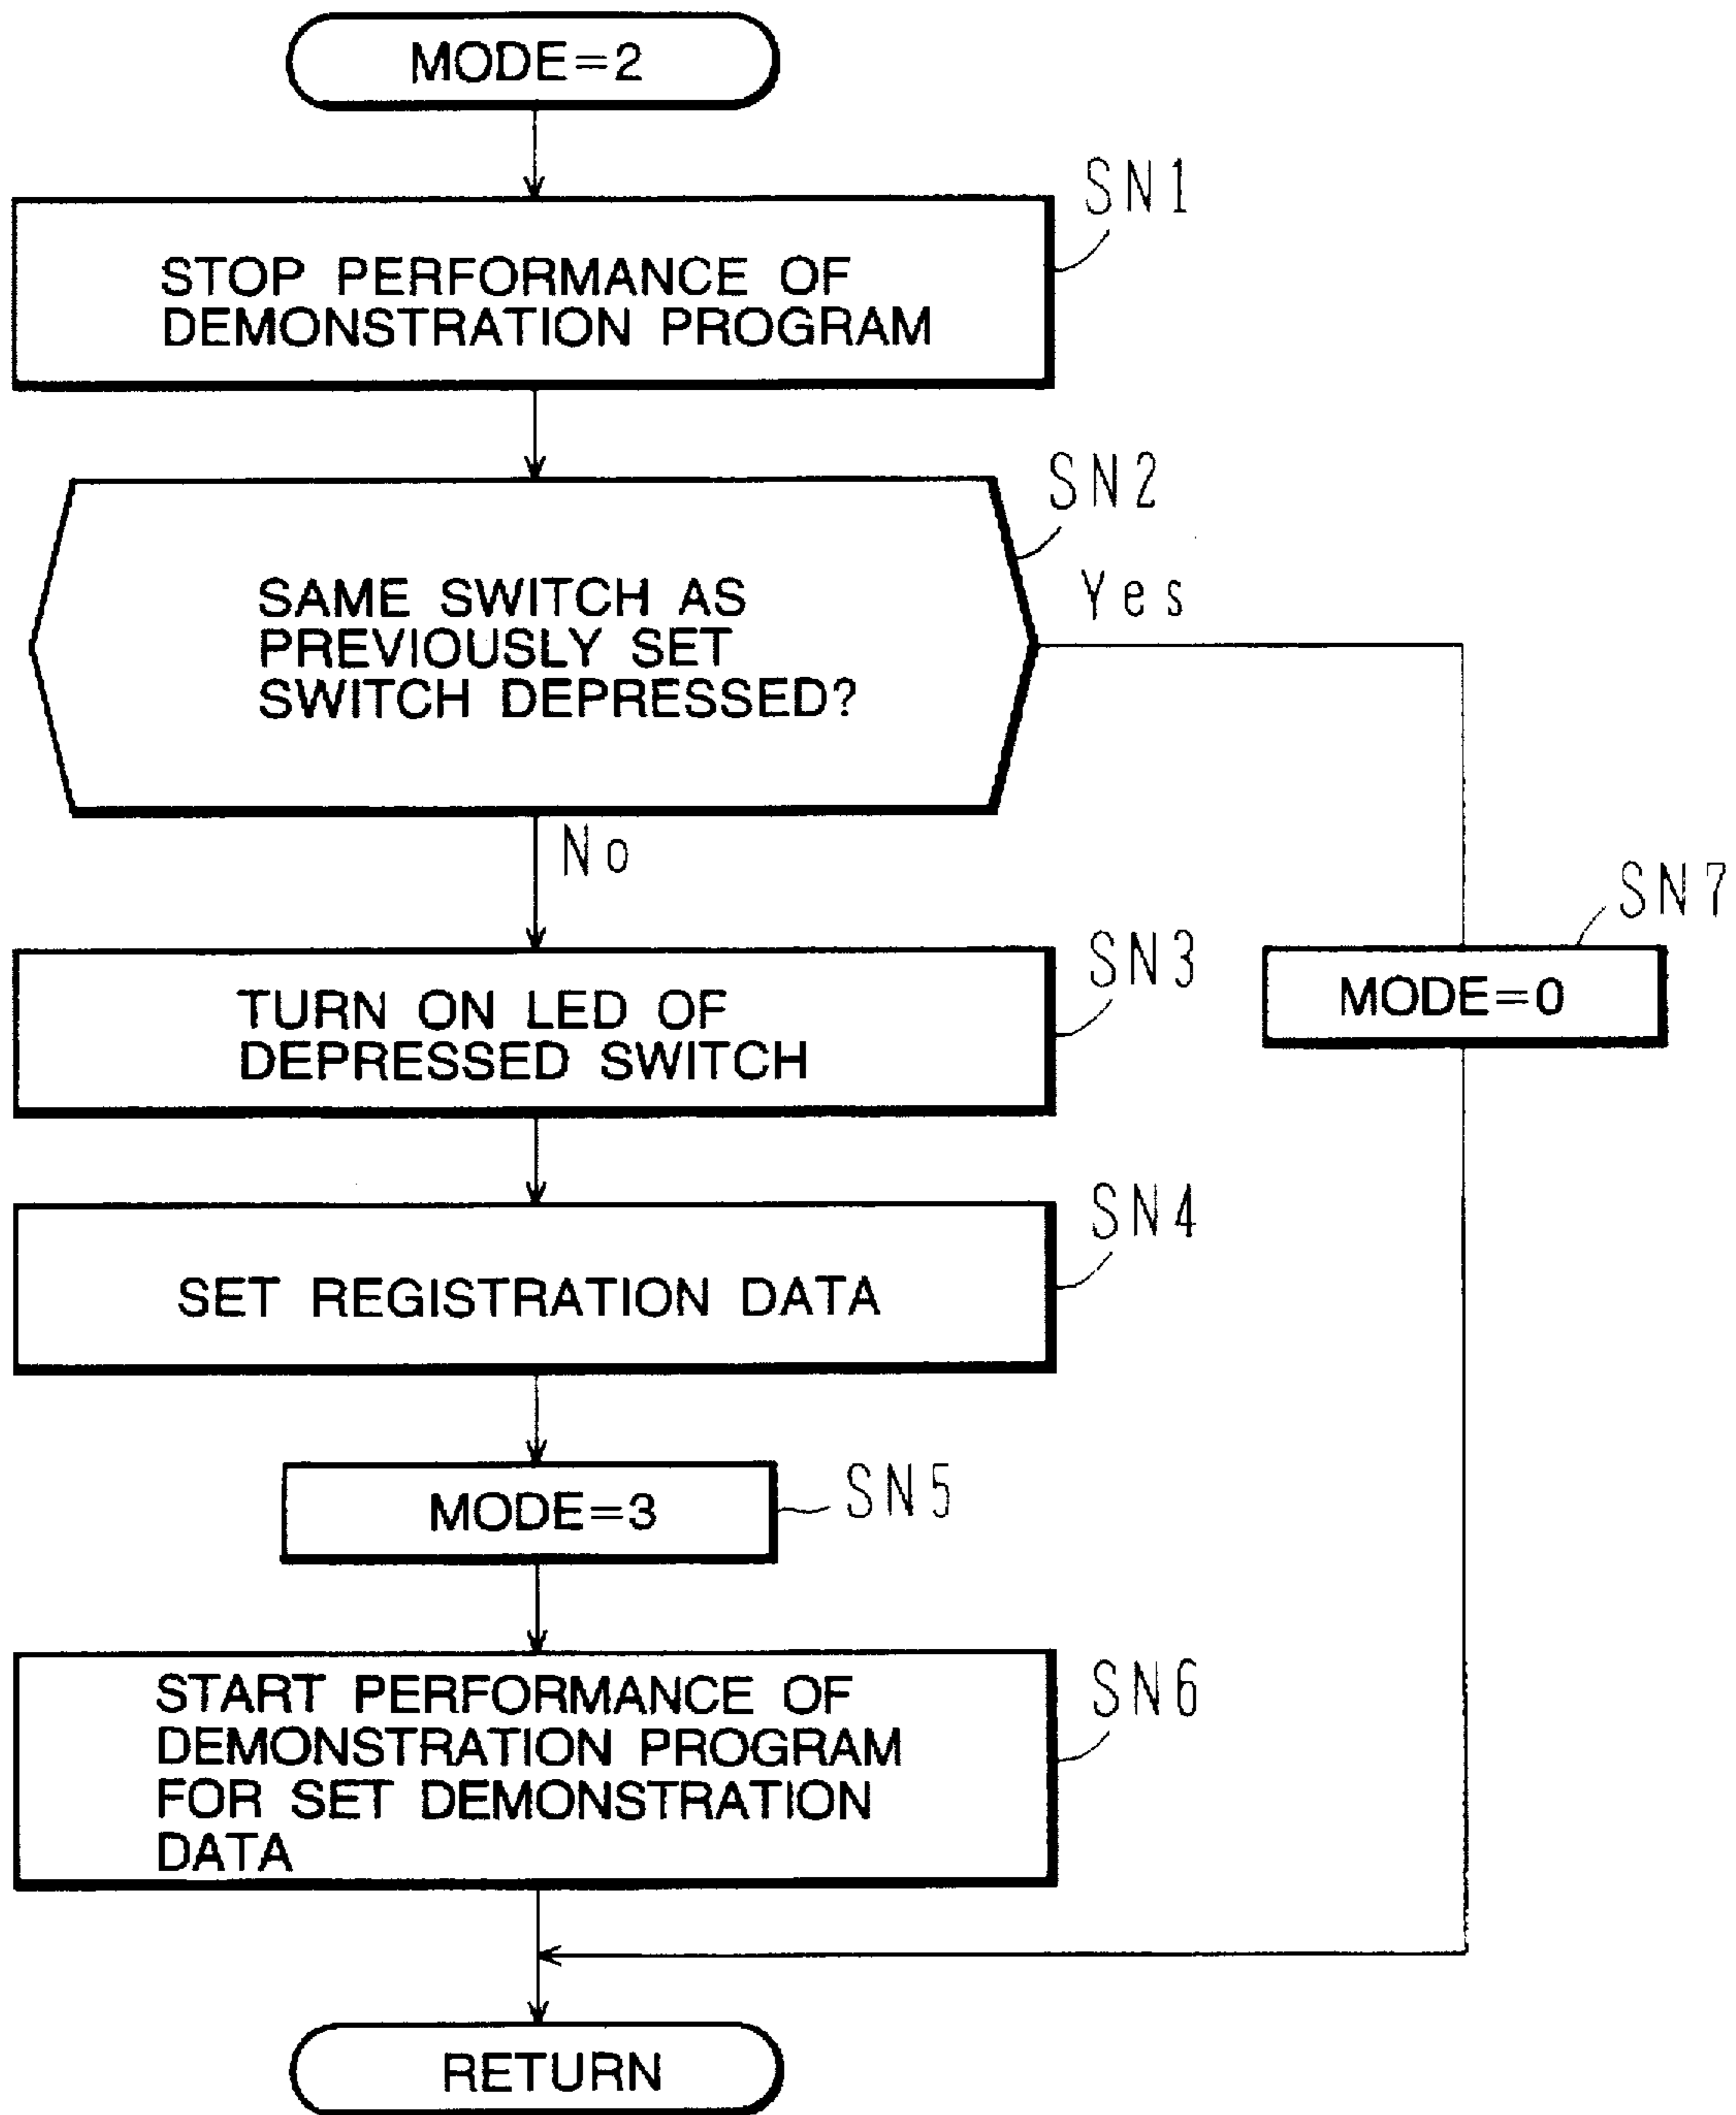 MODE=2
SN1
STOP PERFORMANCE OF
DEMONSTRATION PROGRAM
SN2
SAME SWITCH AS
PREVIOUSLY SET
SWITCH DEPRESSED?
Yes
No
SN7
MODE=0
SN3
TURN ON LED OF
DEPRESSED SWITCH
SN4
SET REGISTRATION DATA
MODE=3
SN5
SN6
START PERFORMANCE OF
DEMONSTRATION PROGRAM
FOR SET DEMONSTRATION
DATA
RETURN